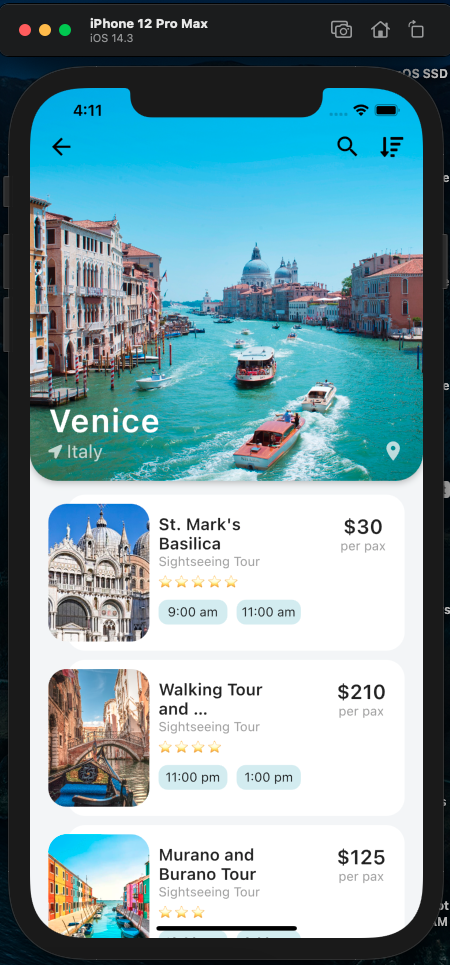 iPhone 12 Pro Max
iOS 14.3
OS SSD
4:11
Venice
Italy
St. Mark's
Basilica
$30
per pax
Sightseeing Tour
9:00 am 11:00 am
Walking Tour
and ...
$210
per pax
Sightseeing Tour
11:00 pm 1:00 pm
Murano and
Burano Tour
$125
per pax
Sightseeing Tour